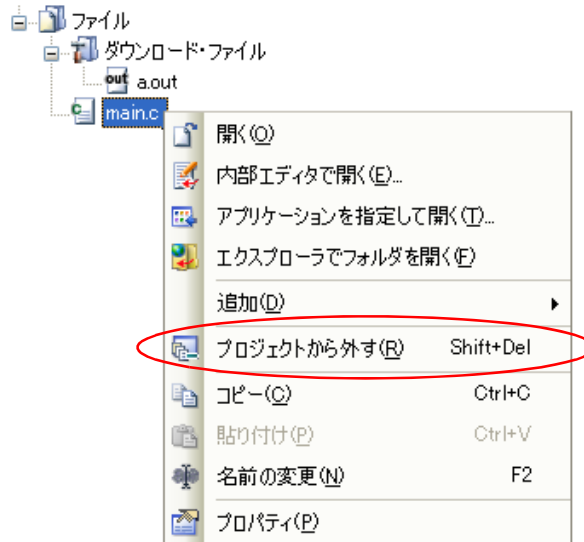 ファイル
ダウンロード・ファイル
out a.out
c main.c
開く(O)
内部エディタで開く(E)...
アプリケーションを指定して開く(T)...
エクスプローラでフォルダを開く(F)
追加(D)
プロジェクトから外す(R) Shift+Del
コピー(C) Ctrl+C
貼り付け(P) Ctrl+V
名前の変更(N) F2
プロパティ(P)